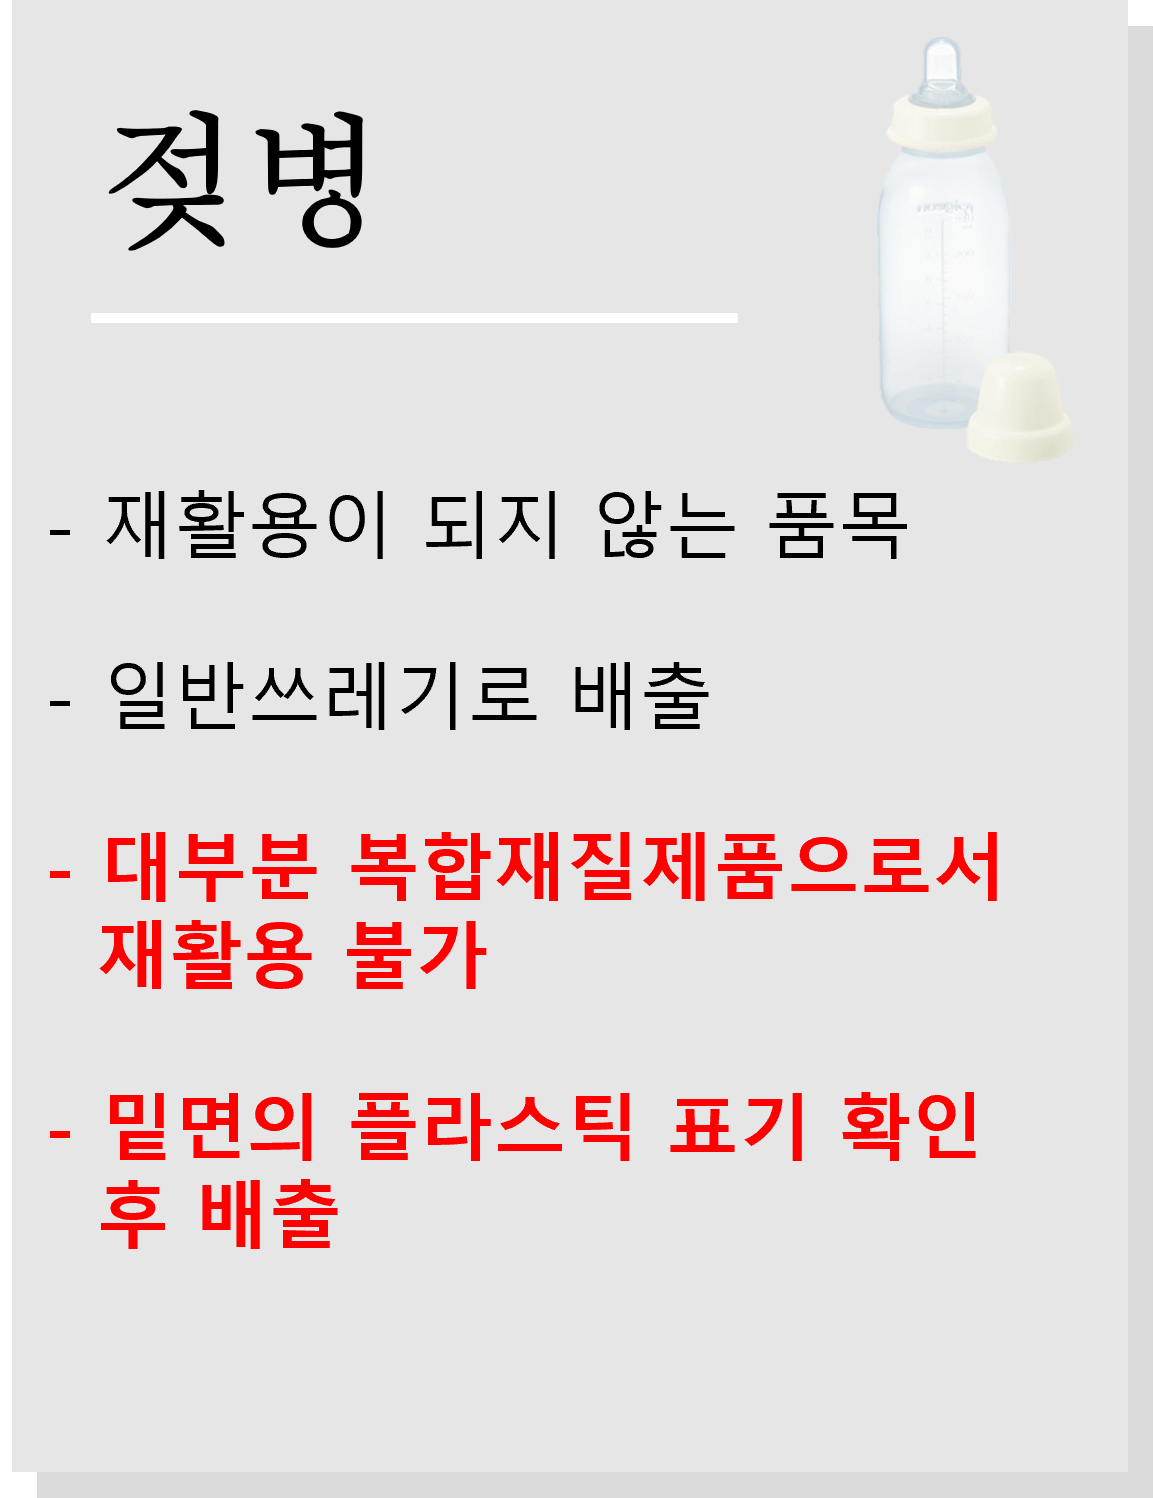 젖병
- 재활용이 되지 않는 품목
- 일반쓰레기로 배출
- 대부분 복합재질제품으로서
재활용 불가
- 밑면의 플라스틱 표기 확인
후 배출